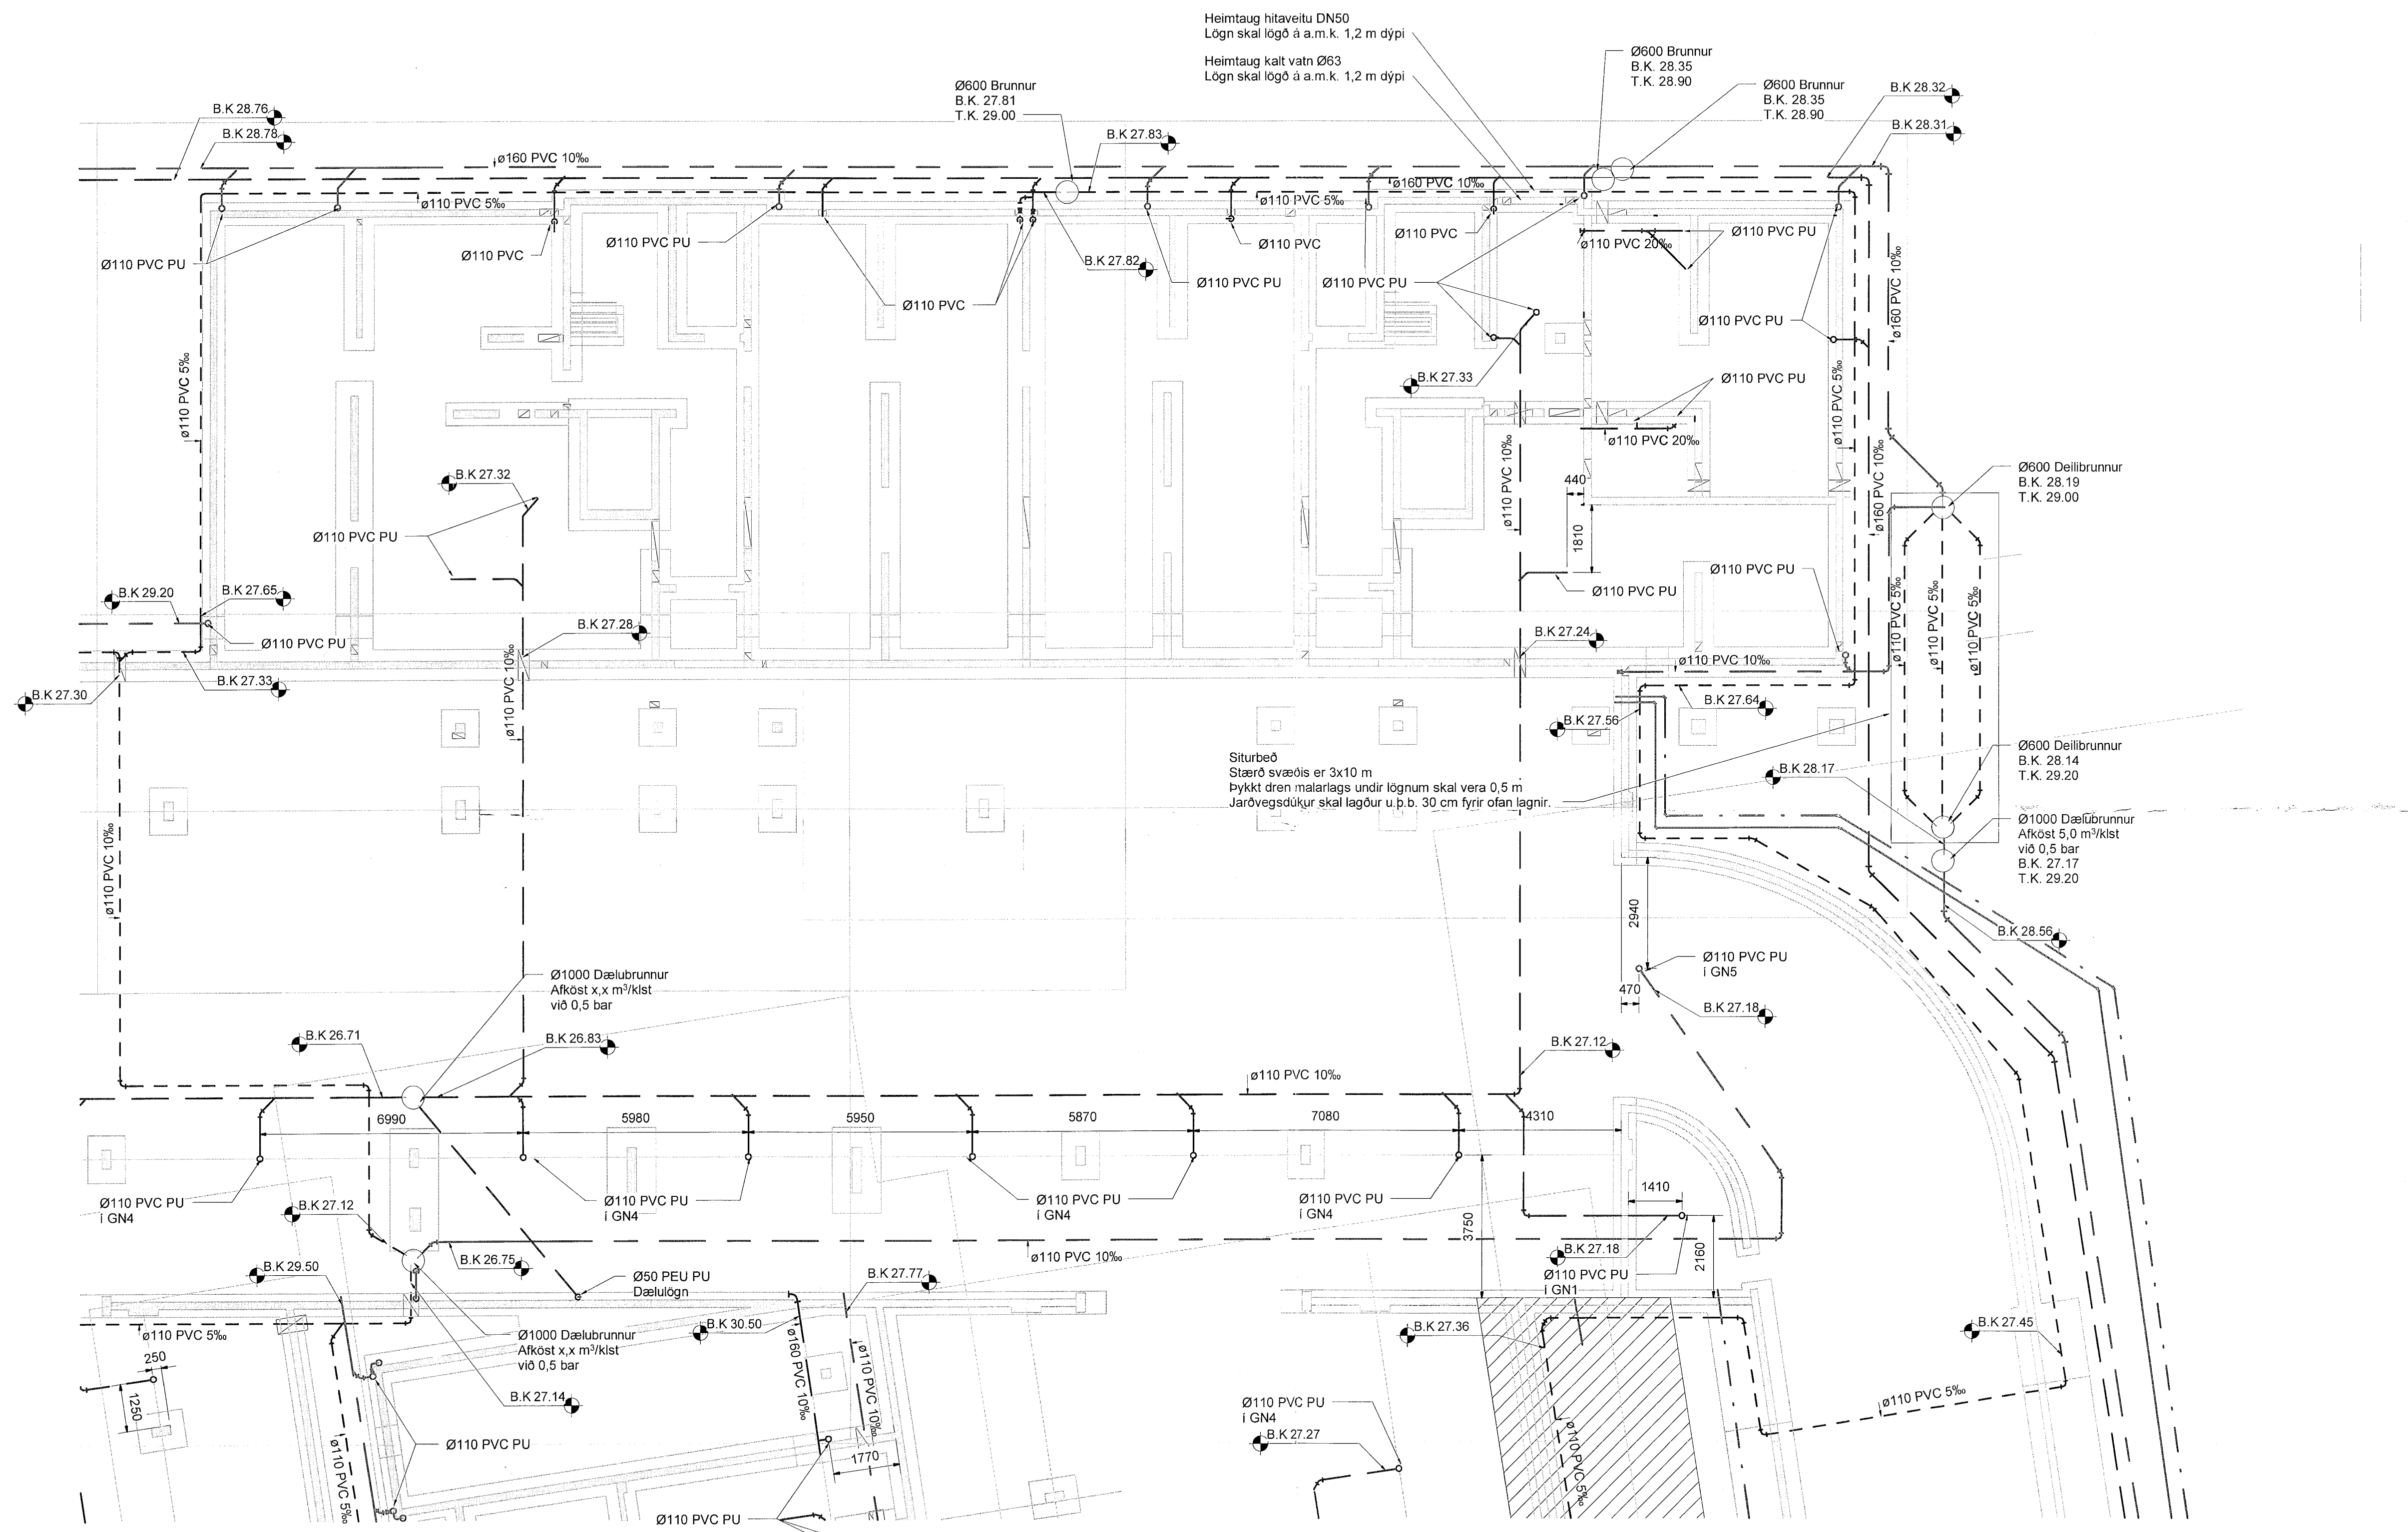 Heimtaug hitaveitu DN50
Lögn skal lögð á a.m.k. 1,2 m dýpi
Heimtaug kalt vatn Ø63
Lögn skal lögð á a.m.k. 1,2 m dýpi
Ø600 Brunnur
B.K. 28.35
T.K. 28.90
Ø600 Brunnur
B.K. 28.35
T.K. 28.90
Ø600 Brunnur
B.K. 27.81
T.K. 29.00
B.K 28.32
B.K 28.31
B.K 28.76
B.K 28.78
B.K 27.83
ø160 PVC 10‰
ø160 PVC 10‰
ø110 PVC 5‰
ø110 PVC 5‰
Ø110 PVC PU
Ø110 PVC
Ø110 PVC PU
Ø110 PVC
B.K 27.82
Ø110 PVC PU
Ø110 PVC
Ø110 PVC
Ø110 PVC PU
ø110 PVC 20‰
Ø110 PVC PU
ø160 PVC 10‰
Ø110 PVC PU
B.K 27.33
Ø110 PVC PU
ø110 PVC 5‰
ø110 PVC 5‰
ø110 PVC 20‰
ø110 PVC 10‰
ø160 PVC 10‰
B.K 27.32
Ø110 PVC PU
440
1810
Ø600 Deilibrunnur
B.K. 28.19
T.K. 29.00
Ø110 PVC PU
Ø110 PVC PU
ø110 PVC 5‰
ø110 PVC 5‰
ø110 PVC 5‰
B.K 29.20
B.K 27.65
Ø110 PVC PU
B.K 27.28
B.K 27.24
ø110 PVC 10‰
B.K 27.33
B.K 27.30
ø110 PVC 10‰
B.K 27.64
B.K 27.56
Siturbeð
Stærð svæðis er 3x10 m
Þykkt dren malarlags undir lögnum skal vera 0,5 m
Jarðvegsdúkur skal lagður u.þ.b. 30 cm fyrir ofan lagnir.
B.K 28.17
Ø600 Deilibrunnur
B.K. 28.14
T.K. 29.20
Ø1000 Dælubrunnur
Afköst 5,0 m³/klst
við 0,5 bar
B.K. 27.17
T.K. 29.20
ø110 PVC 10‰
2940
B.K 28.56
Ø110 PVC PU
í GN5
470
B.K 27.18
Ø1000 Dælubrunnur
Afköst x,x m³/klst
við 0,5 bar
B.K 26.71
B.K 26.83
B.K 27.12
ø110 PVC 10‰
6990
5980
5950
5870
7080
4310
Ø110 PVC PU
í GN4
Ø110 PVC PU
í GN4
Ø110 PVC PU
í GN4
Ø110 PVC PU
í GN4
1410
3750
2160
B.K 27.12
B.K 26.75
ø110 PVC 10‰
B.K 27.18
Ø110 PVC PU
í GN1
B.K 29.50
Ø50 PEU PU
Dælulögn
B.K 27.77
B.K 30.50
ø110 PVC 5‰
Ø1000 Dælubrunnur
Afköst x,x m³/klst
við 0,5 bar
B.K 27.36
B.K 27.45
250
1250
B.K 27.14
ø160 PVC 10‰
ø110 PVC 10‰
ø110 PVC 5‰
Ø110 PVC PU
í GN4
B.K 27.27
Ø110 PVC PU
1770
ø110 PVC 5‰
ø110 PVC 5‰
Ø110 PVC PU